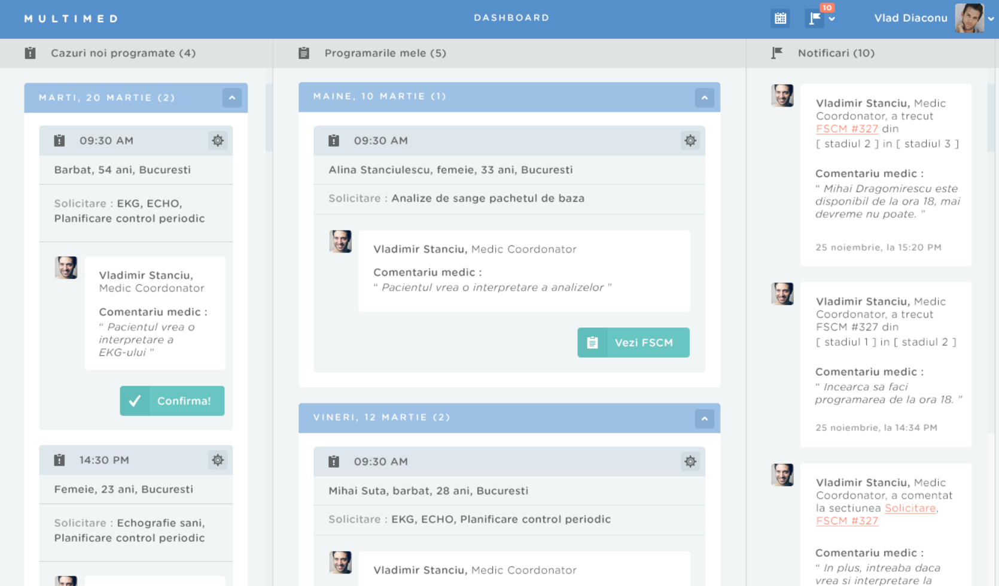 MULTIMED
DASHBOARD
10
Vlad Diaconu
Cazuri noi programate (4)
MARTI, 20 MARTIE (2)
09:30 AM
Barbat, 54 ani, Bucuresti
Solicitare : EKG, ECHO,
Planificare control periodic
Vladimir Stanciu,
Medic Coordonator
Comentariu medic :
“ Pacientul vrea o
interpretare a
EKG-ului ”
Confirma!
14:30 PM
Femeie, 23 ani, Bucuresti
Solicitare : Echografie sani,
Planificare control periodic
Programarile mele (5)
MAINE, 10 MARTIE (1)
09:30 AM
Alina Stanciulescu, femeie, 33 ani, Bucuresti
Solicitare : Analize de sange pachetul de baza
Vladimir Stanciu, Medic Coordonator
Comentariu medic :
“ Pacientul vrea o interpretare a analizelor ”
Vezi FSCM
VINERI, 12 MARTIE (2)
09:30 AM
Mihai Suta, barbat, 28 ani, Bucuresti
Solicitare : EKG, ECHO, Planificare control periodic
Vladimir Stanciu, Medic Coordonator
Notificari (10)
Vladimir Stanciu, Medic
Coordonator, a trecut
FSCM #327 din
[ stadiul 2 ] in [ stadiul 3 ]
Comentariu medic :
“ Mihai Dragomirescu este
disponibil de la ora 18, mai
devreme nu poate. ”
25 noiembrie, la 15:20 PM
Vladimir Stanciu, Medic
Coordonator, a trecut
FSCM #327 din
[ stadiul 1 ] in [ stadiul 2 ]
Comentariu medic :
“ Incearca sa faci
programarea de la ora 18. ”
25 noiembrie, la 14:34 PM
Vladimir Stanciu, Medic
Coordonator, a comentat
la sectiunea Solicitare,
FSCM #327
Comentariu medic :
“ In plus, intreaba daca
vrea si interpretare la